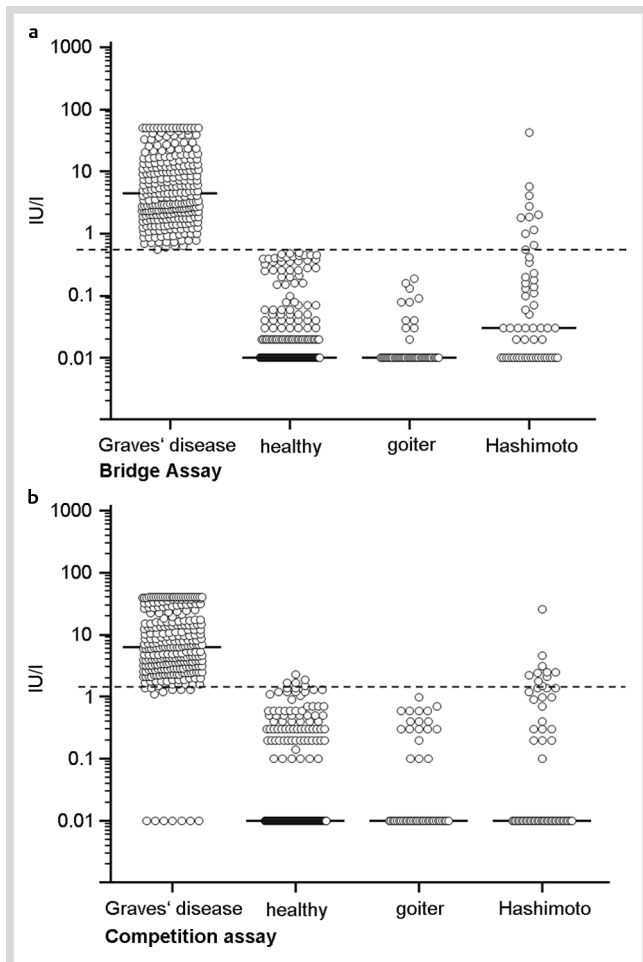 a
1000
100
10
1
0.1
0.01
IU/l
Graves‘ disease healthy goiter Hashimoto
Bridge Assay
b
1000
100
10
1
0.1
0.01
IU/l
Graves‘ disease healthy goiter Hashimoto
Competition assay